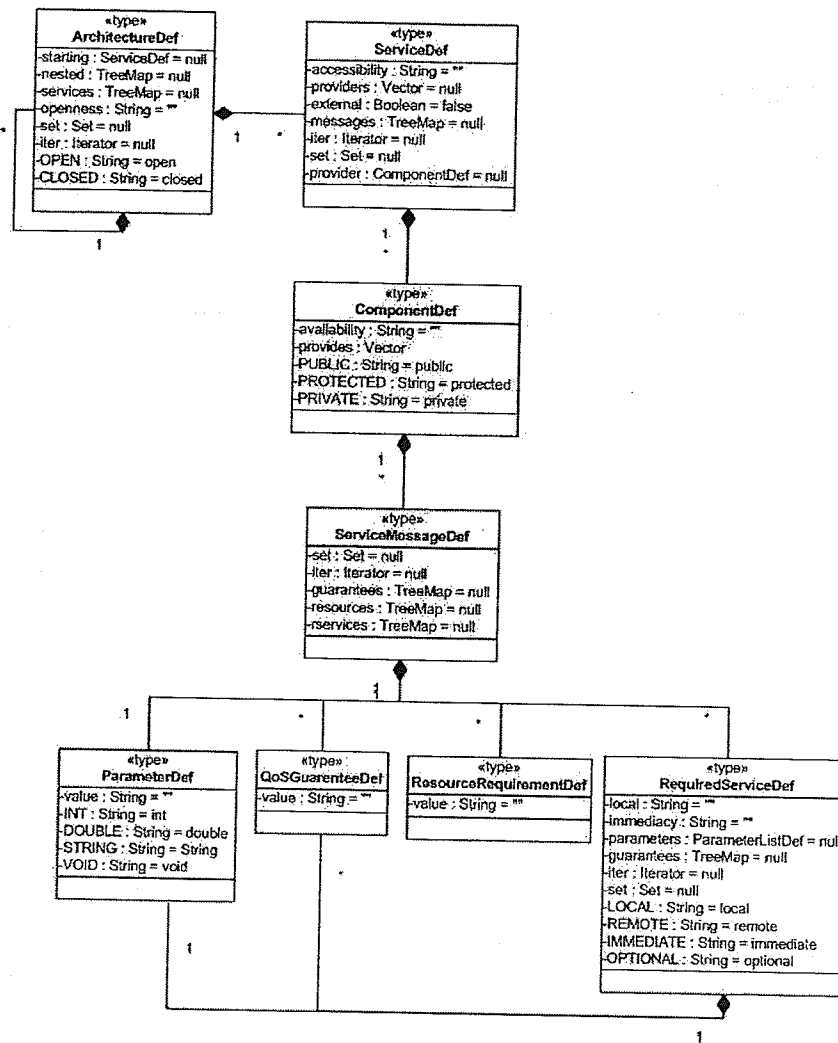 «type»
ArchitectureDef
-starting : ServiceDef = null
-nested : TreeMap = null
-services : TreeMap = null
-openness : String = ""
-set : Set = null
-iter : Iterator = null
-OPEN : String = open
-CLOSED : String = closed
*
1
1
*
«type»
ServiceDef
-accessibility : String = ""
-providers : Vector = null
-external : Boolean = false
-messages : TreeMap = null
-iter : Iterator = null
-set : Set = null
-provider : ComponentDef = null
1
*
«type»
ComponentDef
-availability : String = ""
-provides : Vector
-PUBLIC : String = public
-PROTECTED : String = protected
-PRIVATE : String = private
1
*
«type»
ServiceMessageDef
-set : Set = null
-iter : Iterator = null
-guarantees : TreeMap = null
-resources : TreeMap = null
-rservices : TreeMap = null
1
1
*
*
*
«type»
ParameterDef
-value : String = ""
-INT : String = int
-DOUBLE : String = double
-STRING : String = String
-VOID : String = void
«type»
QoSGuarenteeDef
-value : String = ""
«type»
ResourceRequirementDef
-value : String = ""
«type»
RequiredServiceDef
-local : String = ""
-immediacy : String = ""
-parameters : ParameterListDef = null
-guarantees : TreeMap = null
-iter : Iterator = null
-set : Set = null
-LOCAL : String = local
-REMOTE : String = remote
-IMMEDIATE : String = immediate
-OPTIONAL : String = optional
1
*
1